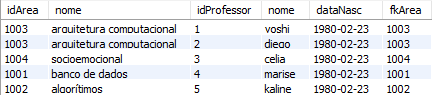 idArea nome idProfessor nome dataNasc fkArea
1003 arquitetura computacional 1 yoshi 1980-02-23 1003
1003 arquitetura computacional 2 diego 1980-02-23 1003
1004 socioemocional 3 celia 1980-02-23 1004
1001 banco de dados 4 marise 1980-02-23 1001
1002 algorítimos 5 kaline 1980-02-23 1002